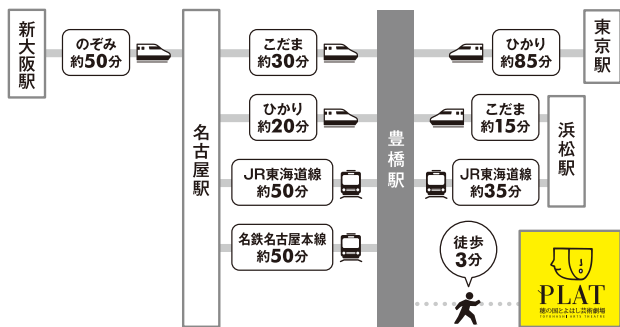 新大阪駅
のぞみ
約50分
名古屋駅
こだま
約30分
ひかり
約20分
JR東海道線
約50分
名鉄名古屋本線
約50分
豊橋駅
ひかり
約85分
東京駅
こだま
約15分
JR東海道線
約35分
浜松駅
徒歩
3分
PLAT
穂の国とよはし芸術劇場
TOYOHASHI ARTS THEATRE